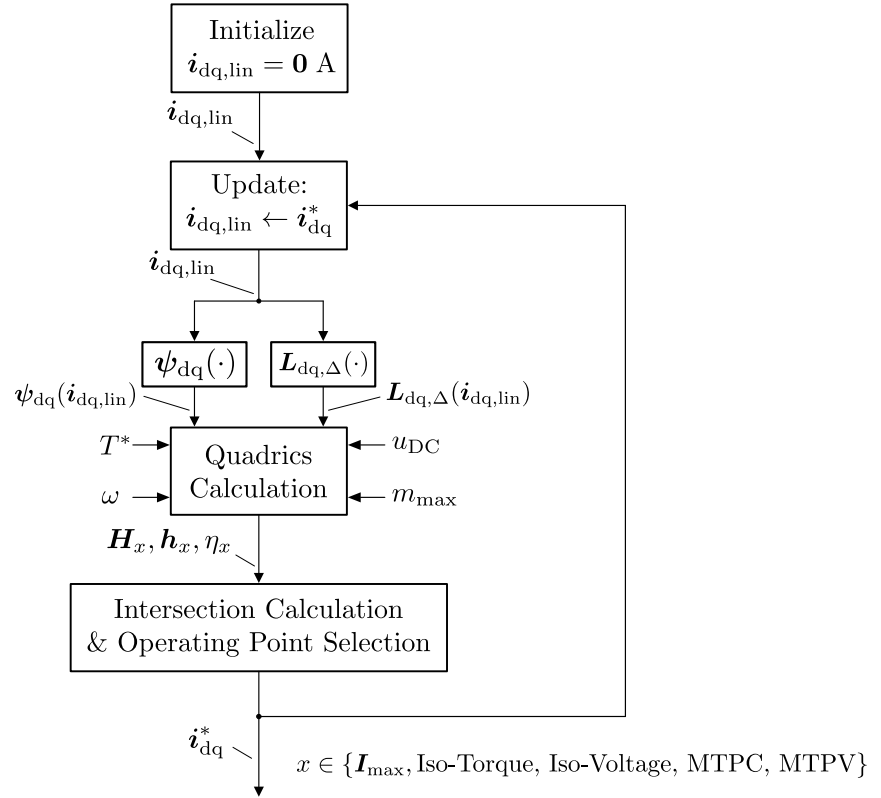 Initialize
𝒊_dq,lin = 𝟎 A
𝒊_dq,lin
Update:
𝒊_dq,lin ← 𝒊*_dq
𝒊_dq,lin
𝝍_dq(·)
𝑳_dq,Δ(·)
𝝍_dq(𝒊_dq,lin)
𝑳_dq,Δ(𝒊_dq,lin)
T*
u_DC
Quadrics
Calculation
ω
m_max
𝑯_x, 𝒉_x, η_x
Intersection Calculation
& Operating Point Selection
𝒊*_dq
x ∈ {𝑰_max, Iso-Torque, Iso-Voltage, MTPC, MTPV}